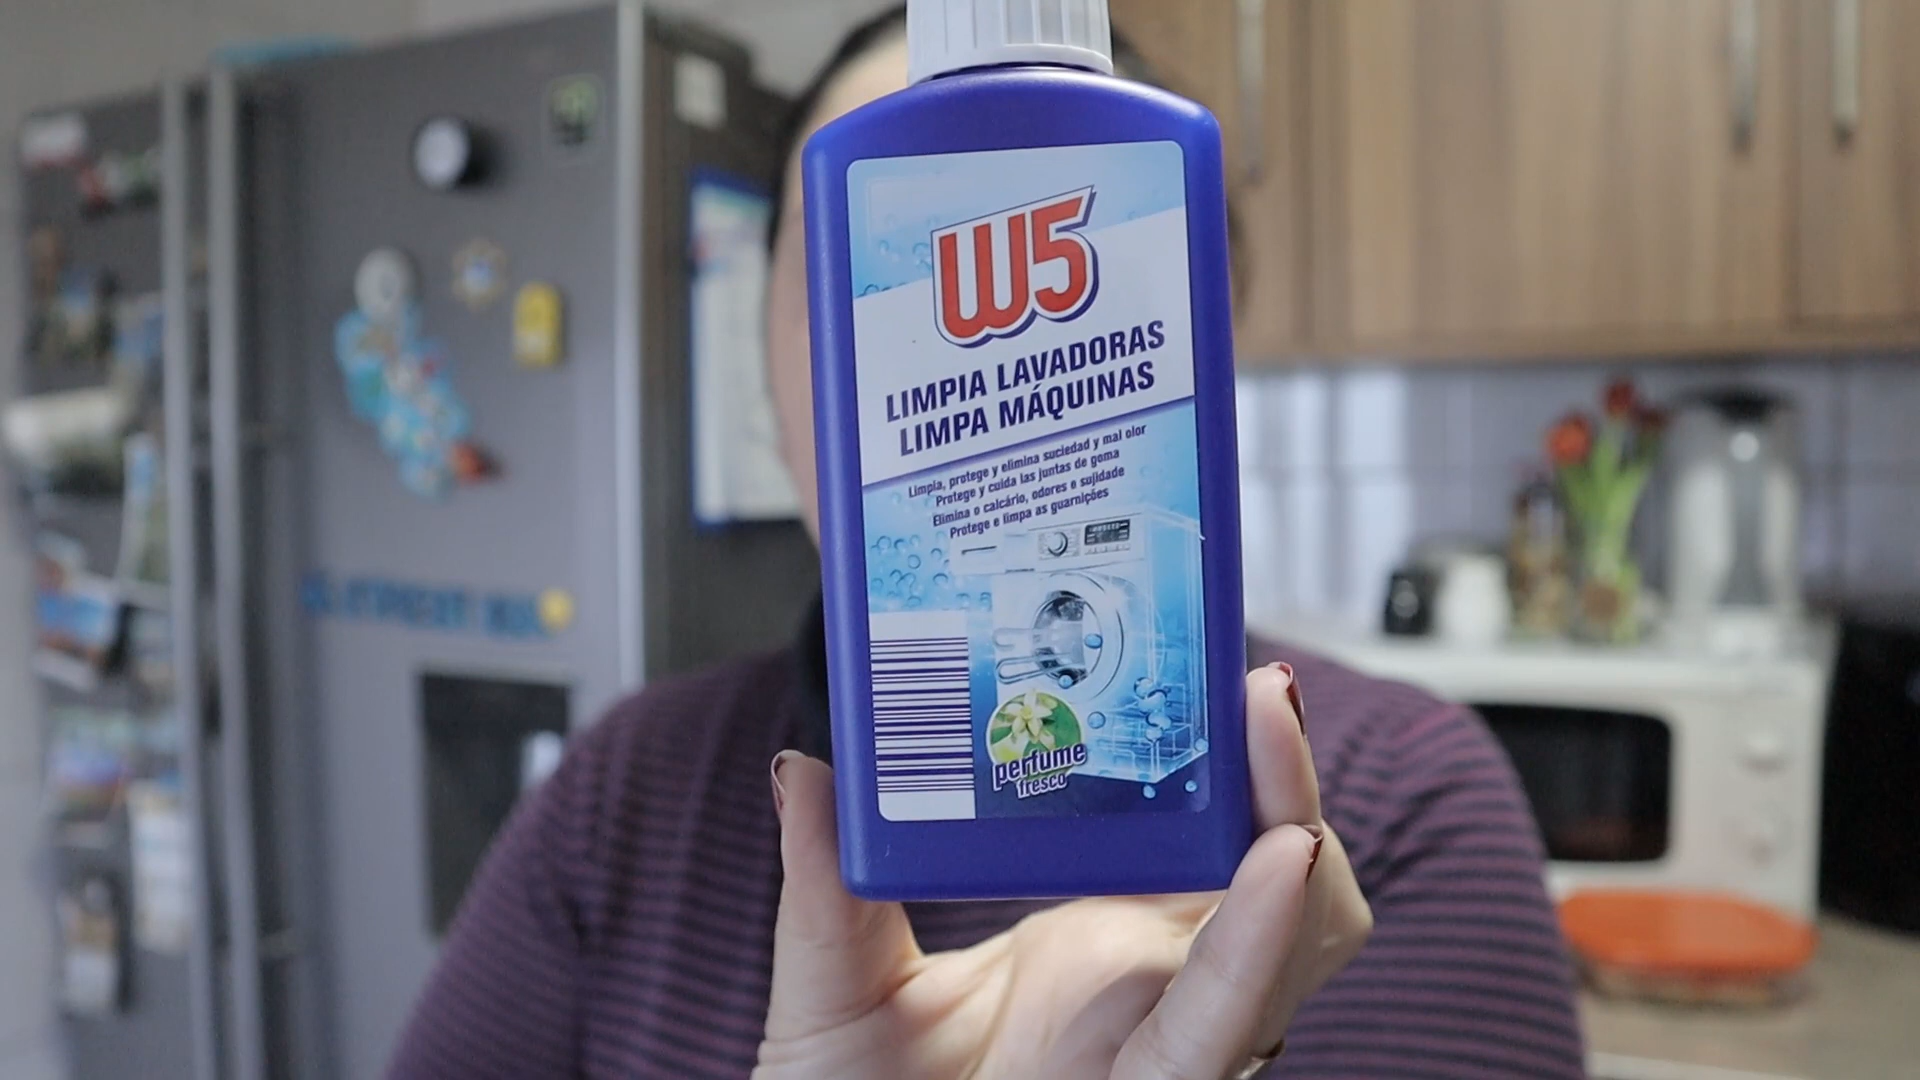 W5
LIMPIA LAVADORAS
LIMPA MÁQUINAS
Limpia, protege y elimina suciedad y mal olor
Protege y cuida las juntas de goma
Elimina o calcário, odores e sujidade
Protege e limpa as guarnições
perfume
fresco